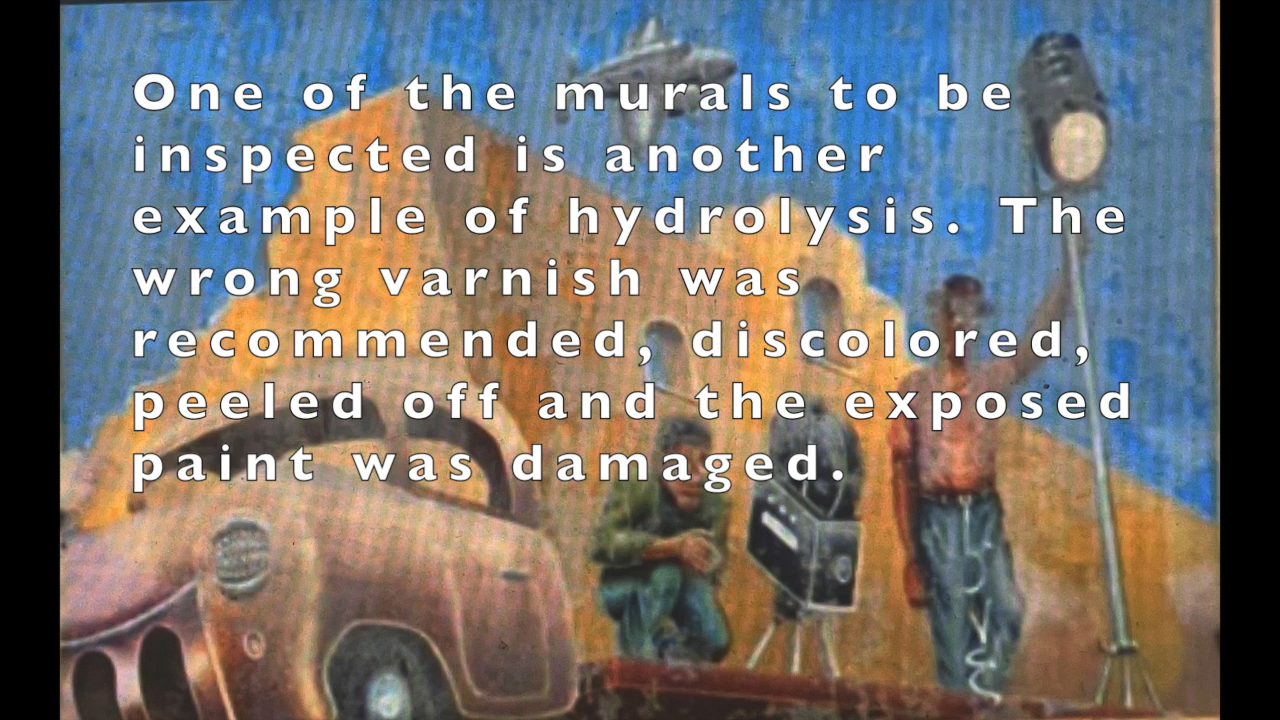 One of the murals to be
inspected is another
example of hydrolysis. The
wrong varnish was
recommended, discolored,
peeled off and the exposed
paint was damaged.